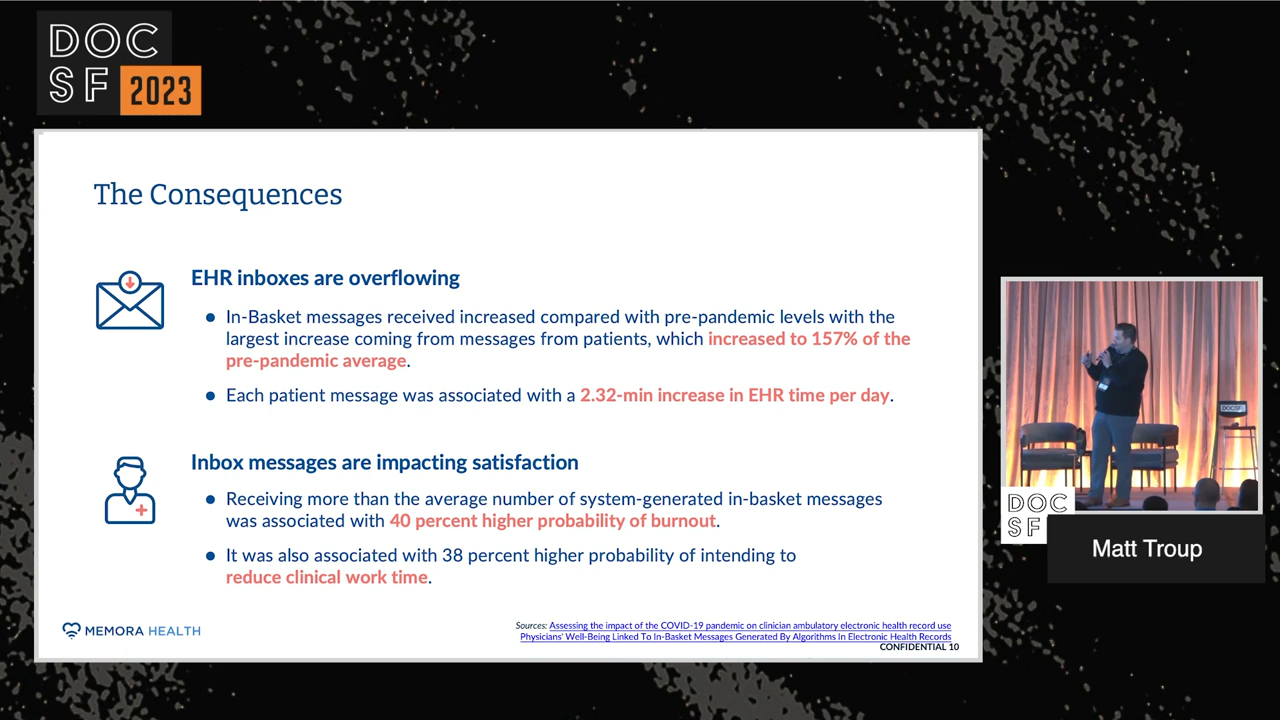 DOC
SF 2023
The Consequences
EHR inboxes are overflowing
● In-Basket messages received increased compared with pre-pandemic levels with the
largest increase coming from messages from patients, which increased to 157% of the
pre-pandemic average.
● Each patient message was associated with a 2.32-min increase in EHR time per day.
Inbox messages are impacting satisfaction
● Receiving more than the average number of system-generated in-basket messages
was associated with 40 percent higher probability of burnout.
● It was also associated with 38 percent higher probability of intending to
reduce clinical work time.
MEMORA HEALTH
Sources: Assessing the impact of the COVID-19 pandemic on clinician ambulatory electronic health record use
Physicians' Well-Being Linked To In-Basket Messages Generated By Algorithms In Electronic Health Records
CONFIDENTIAL 10
DOCSF
DOC
SF
Matt Troup